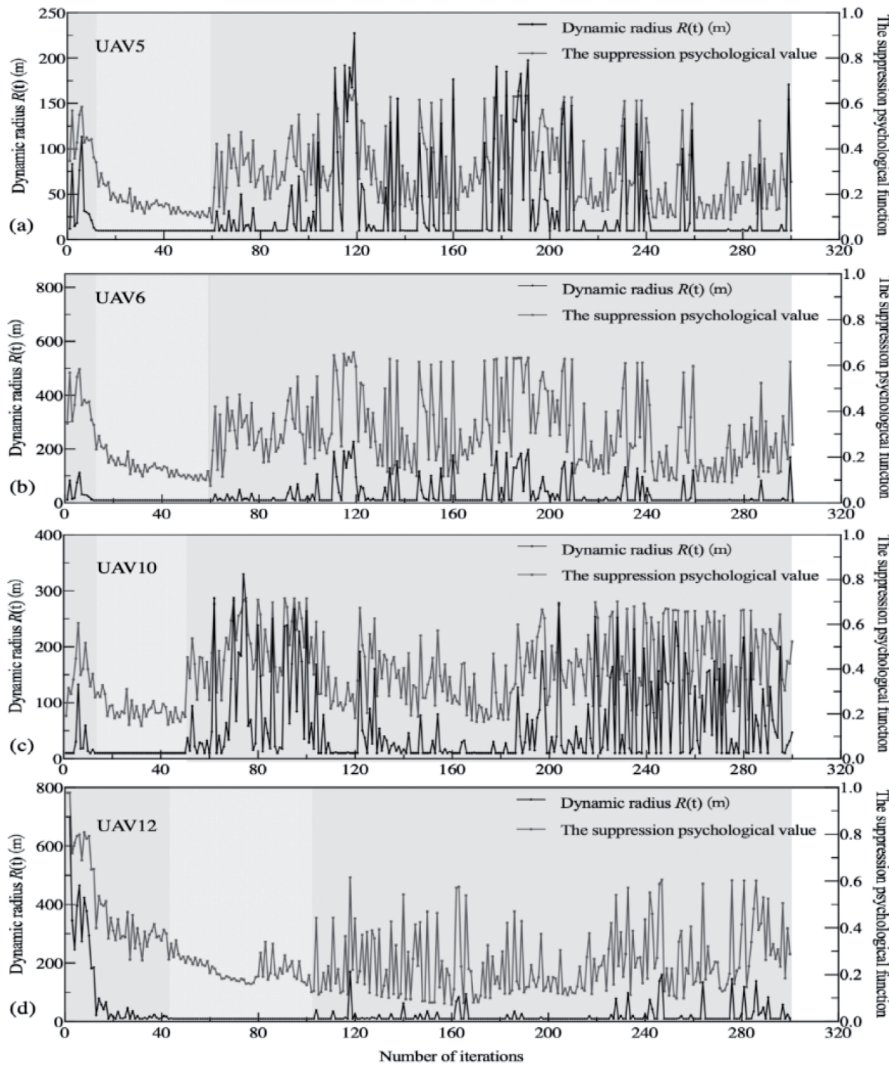 250
200
150
100
50
0
Dynamic radius R(t) (m)
UAV5
Dynamic radius R(t) (m)
The suppression psychological value
1.0
0.8
0.6
0.4
0.2
0.0
The suppression psychological function
(a)
0 40 80 120 160 200 240 280 320
800
600
400
200
0
Dynamic radius R(t) (m)
UAV6
Dynamic radius R(t) (m)
The suppression psychological value
1.0
0.8
0.6
0.4
0.2
0.0
The suppression psychological function
(b)
0 40 80 120 160 200 240 280 320
400
300
200
100
0
Dynamic radius R(t) (m)
UAV10
Dynamic radius R(t) (m)
The suppression psychological value
1.0
0.8
0.6
0.4
0.2
0.0
The suppression psychological function
(c)
0 40 80 120 160 200 240 280 320
800
600
400
200
0
Dynamic radius R(t) (m)
UAV12
Dynamic radius R(t) (m)
The suppression psychological value
1.0
0.8
0.6
0.4
0.2
0.0
The suppression psychological function
(d)
0 40 80 120 160 200 240 280 320
Number of iterations